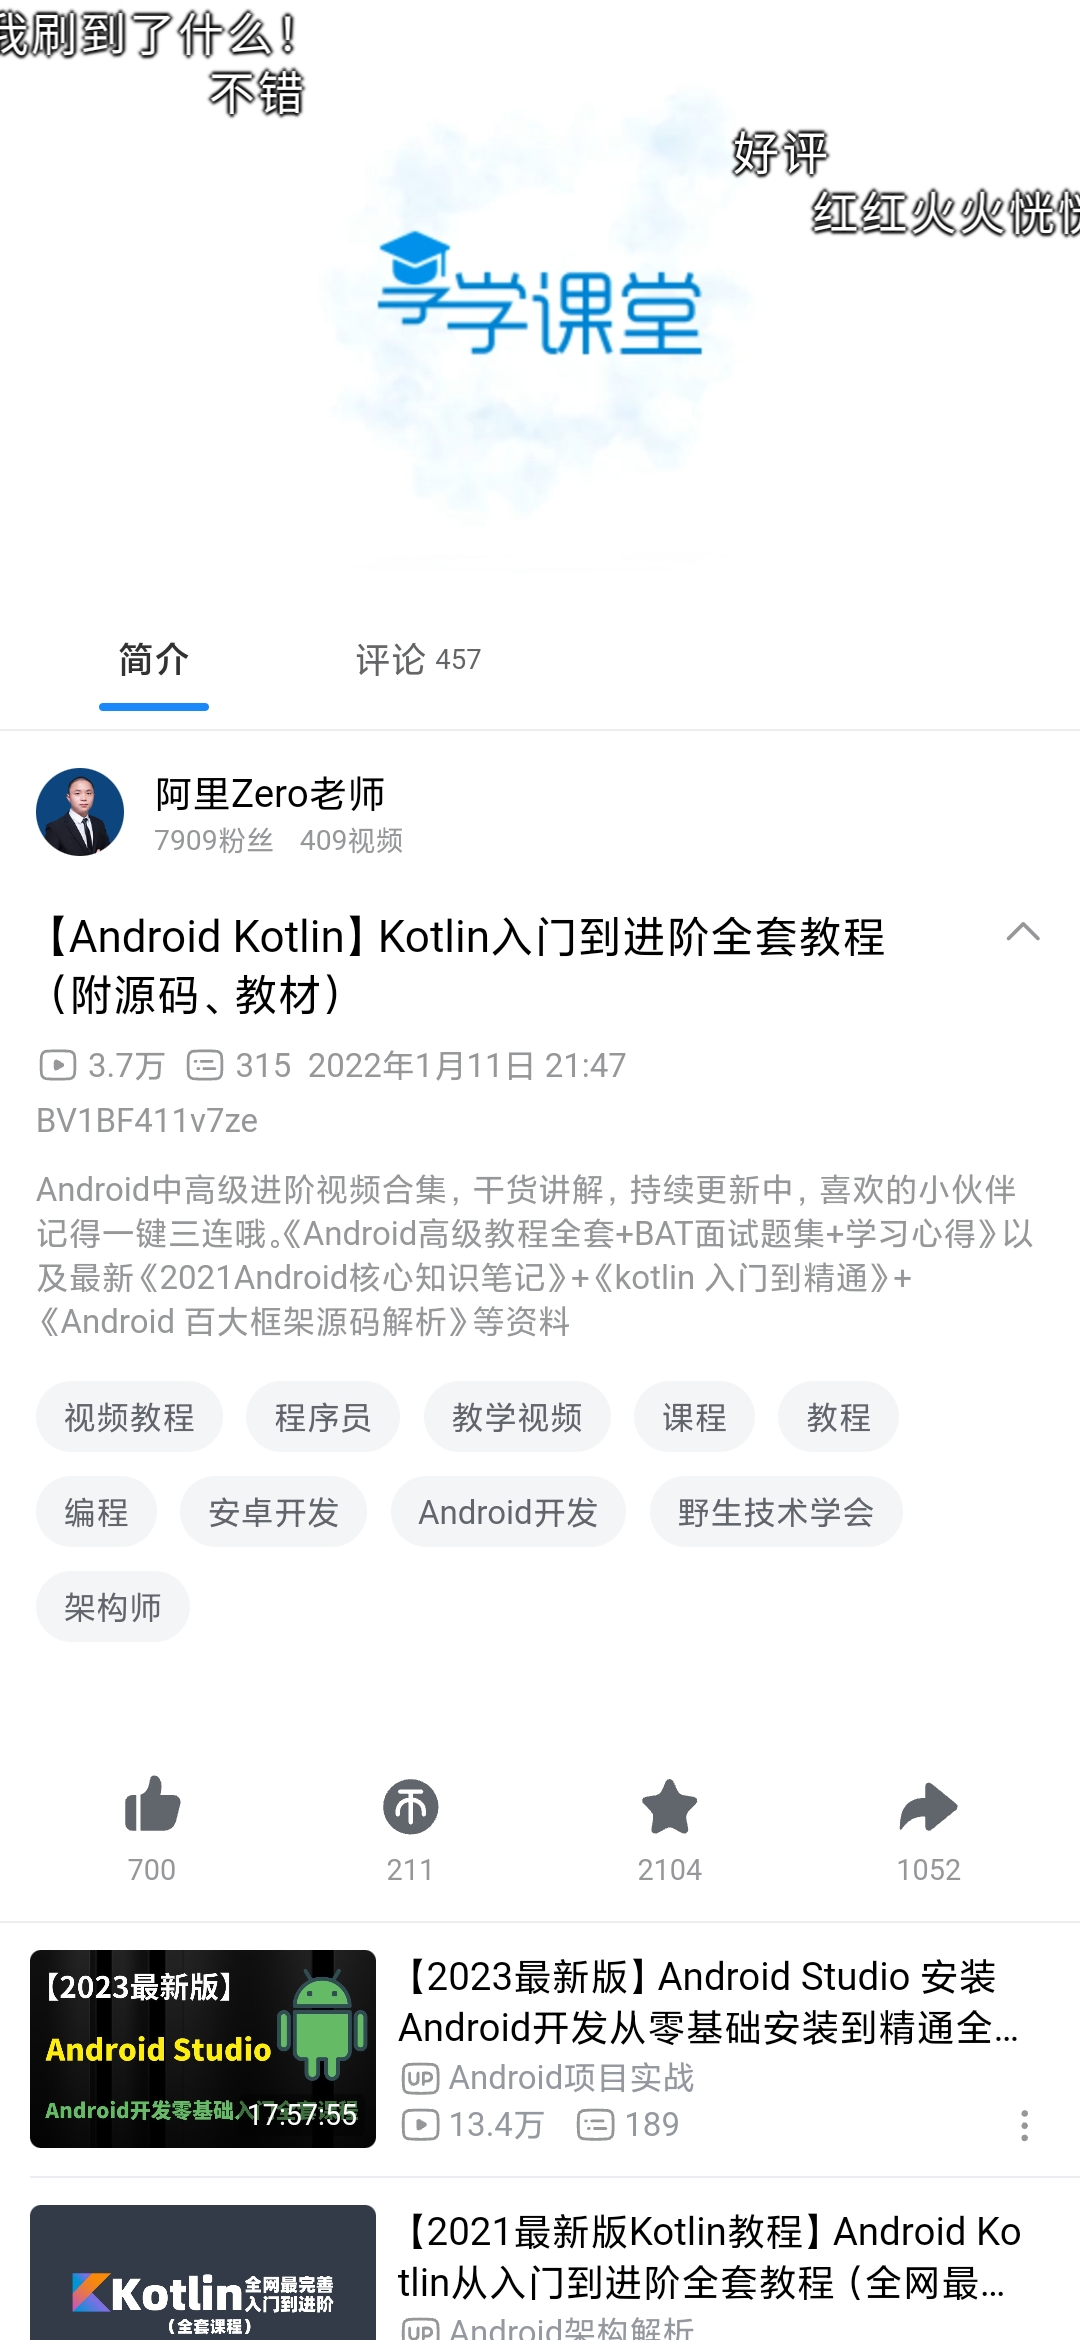 我刷到了什么！
不错
好评
红红火火恍
享学课堂
简介
评论 457
阿里Zero老师
7909粉丝 409视频
【Android Kotlin】Kotlin入门到进阶全套教程
（附源码、教材）
3.7万 315 2022年1月11日 21:47
BV1BF411v7ze
Android中高级进阶视频合集，干货讲解，持续更新中，喜欢的小伙伴
记得一键三连哦。《Android高级教程全套+BAT面试题集+学习心得》以
及最新《2021Android核心知识笔记》+《kotlin 入门到精通》+
《Android 百大框架源码解析》等资料
视频教程 程序员 教学视频 课程 教程
编程 安卓开发 Android开发 野生技术学会
架构师
700 211 2104 1052
【2023最新版】
Android Studio
Android开发零基础入门全套课程
17:57:55
【2023最新版】Android Studio 安装
Android开发从零基础安装到精通全…
UP Android项目实战
13.4万 189
Kotlin 全网最完善
入门到进阶
（全套课程）
【2021最新版Kotlin教程】Android Ko
tlin从入门到进阶全套教程（全网最…
UP Android架构解析